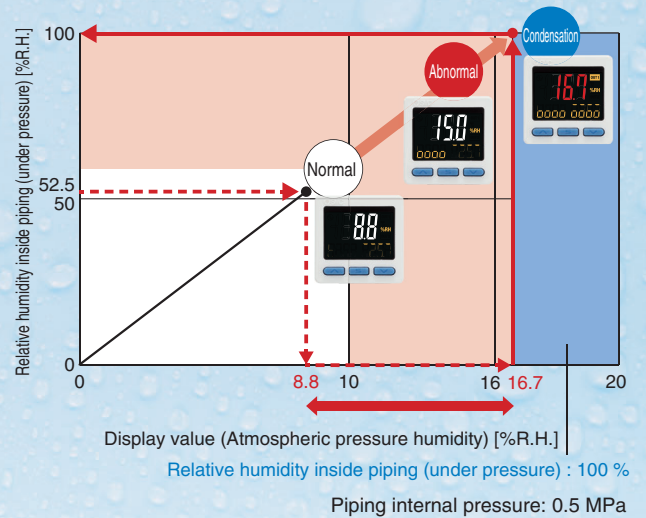 Relative humidity inside piping (under pressure) [%R.H.]
100
52.5
50
0
Condensation
Abnormal
Normal
16.7 %RH
15.0 %RH
8.8 %RH
0 8.8 10 16 16.7 20
Display value (Atmospheric pressure humidity) [%R.H.]
Relative humidity inside piping (under pressure) : 100 %
Piping internal pressure: 0.5 MPa